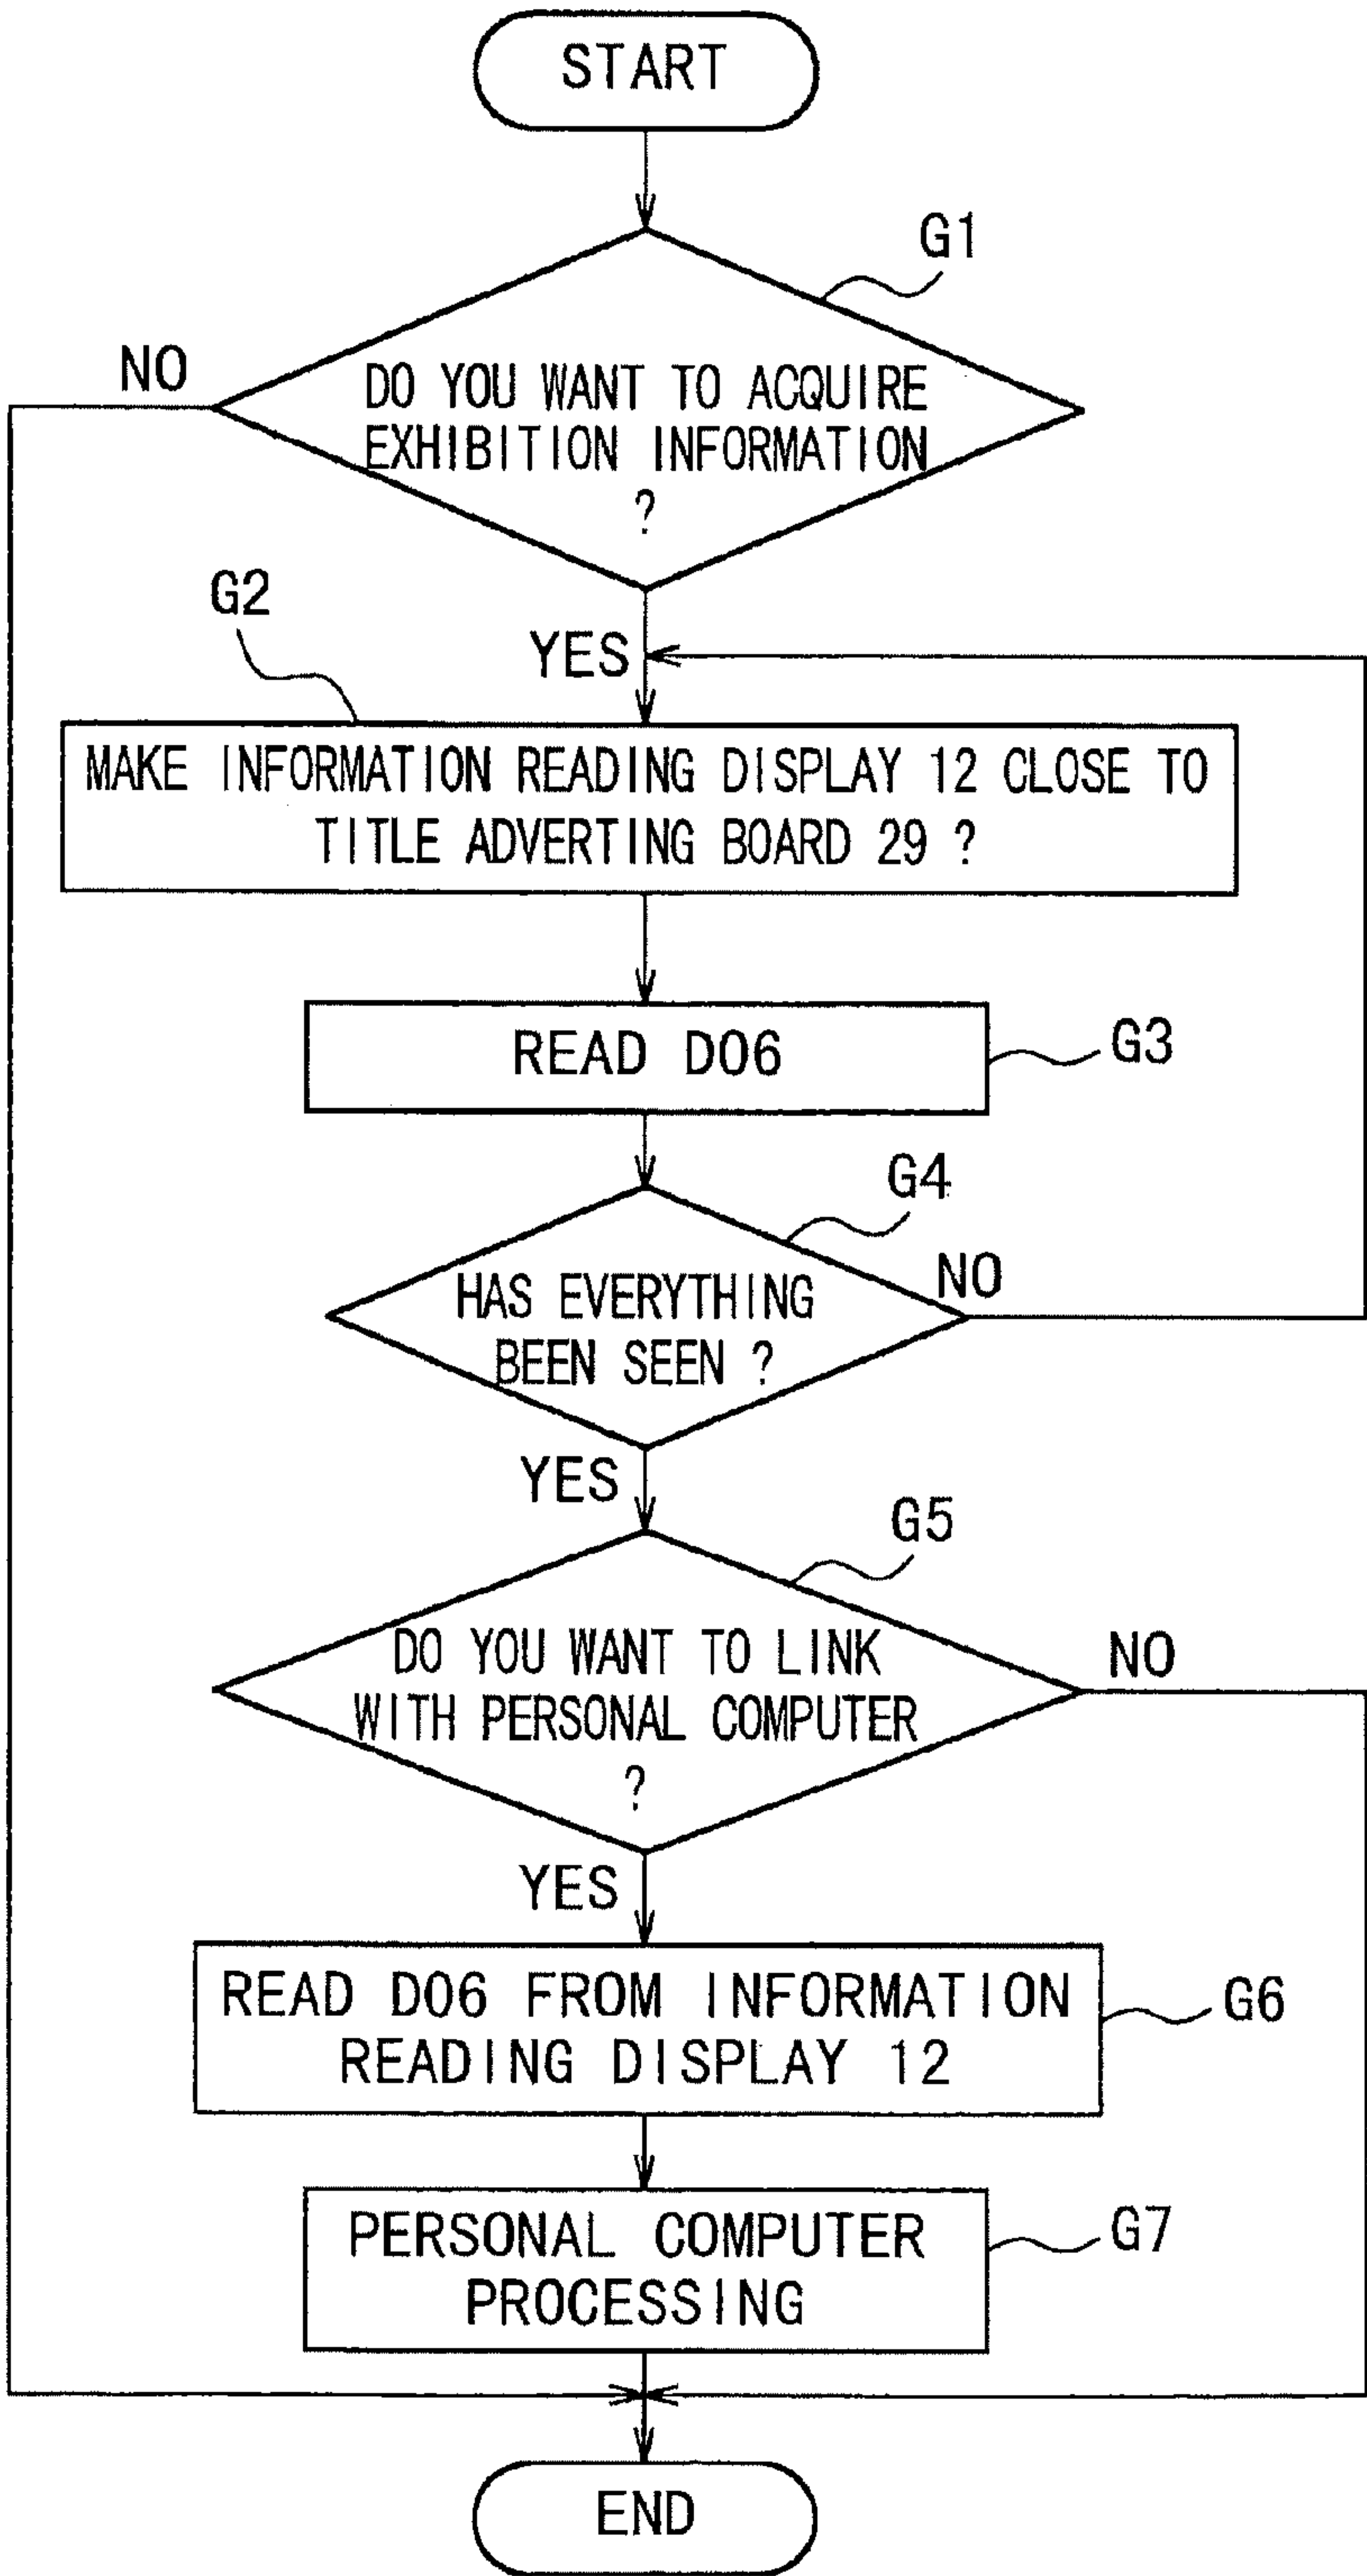 START
G1
NO
DO YOU WANT TO ACQUIRE
EXHIBITION INFORMATION
?
G2
YES
MAKE INFORMATION READING DISPLAY 12 CLOSE TO
TITLE ADVERTING BOARD 29 ?
READ D06
G3
G4
HAS EVERYTHING
BEEN SEEN ?
NO
YES
G5
DO YOU WANT TO LINK
WITH PERSONAL COMPUTER
?
NO
YES
READ D06 FROM INFORMATION
READING DISPLAY 12
G6
PERSONAL COMPUTER
PROCESSING
G7
END